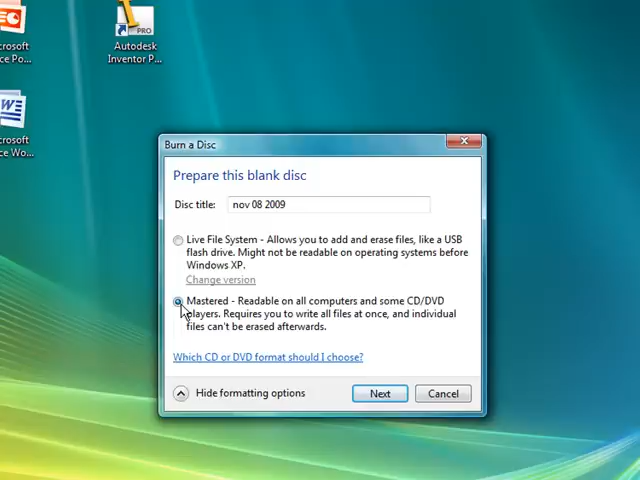 PRO
crosoft
ce Po...
Autodesk
Inventor P...
crosoft
ce Wo...
Burn a Disc
Prepare this blank disc
Disc title: nov 08 2009
Live File System - Allows you to add and erase files, like a USB
flash drive. Might not be readable on operating systems before
Windows XP.
Change version
Mastered - Readable on all computers and some CD/DVD
players. Requires you to write all files at once, and individual
files can't be erased afterwards.
Which CD or DVD format should I choose?
Hide formatting options
Next
Cancel